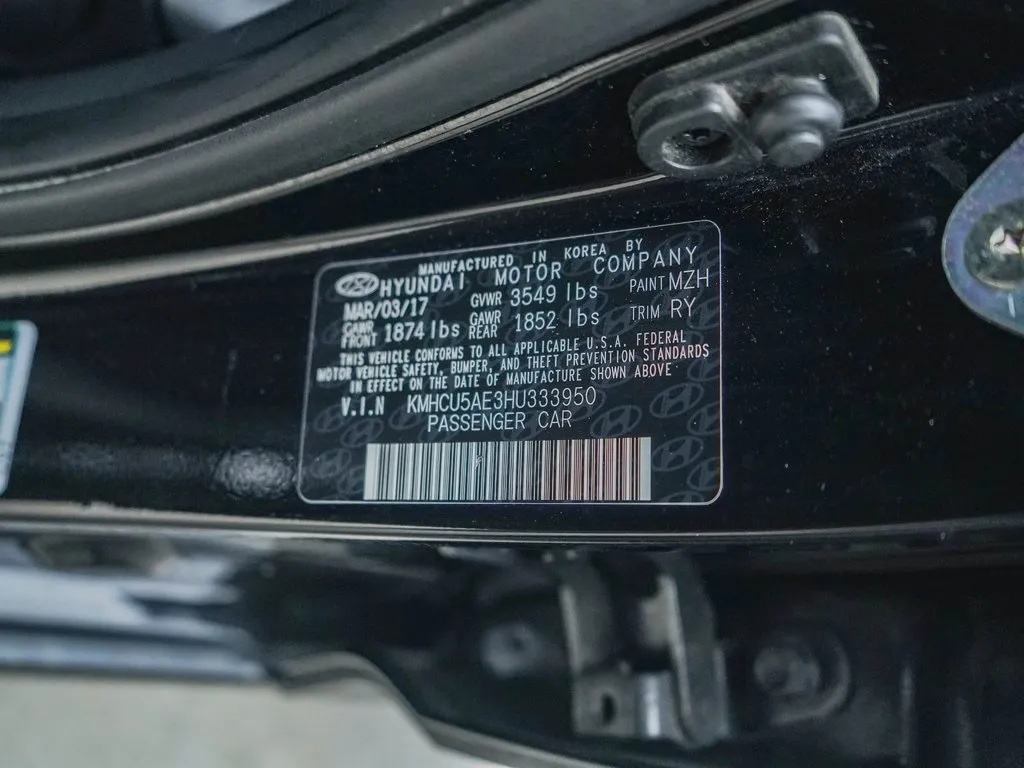 MANUFACTURED IN KOREA BY
HYUNDAI MOTOR COMPANY
MAR/03/17 GVWR 3549 lbs PAINT MZH
GAWR FRONT 1874 lbs GAWR REAR 1852 lbs TRIM RY
THIS VEHICLE CONFORMS TO ALL APPLICABLE U.S.A. FEDERAL
MOTOR VEHICLE SAFETY, BUMPER, AND THEFT PREVENTION STANDARDS
IN EFFECT ON THE DATE OF MANUFACTURE SHOWN ABOVE
V.I.N KMHCU5AE3HU333950
PASSENGER CAR